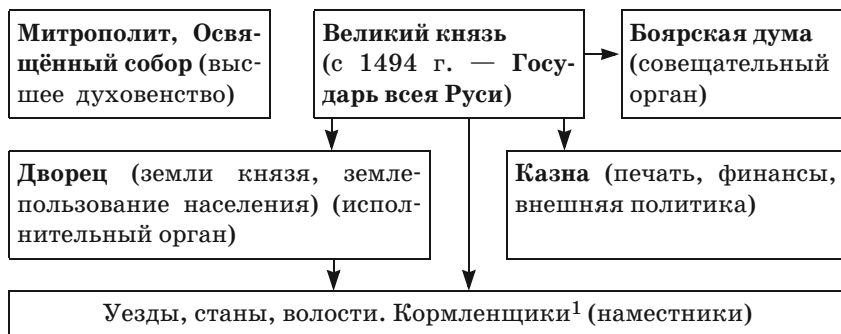 Митрополит, Освя-
щённый собор (выс-
шее духовенство)
Великий князь
(с 1494 г. — Госу-
дарь всея Руси)
Боярская дума
(совещательный
орган)
Дворец (земли князя, земле-
пользование населения) (испол-
нительный орган)
Казна (печать, финансы,
внешняя политика)
Уезды, станы, волости. Кормленщики¹ (наместники)